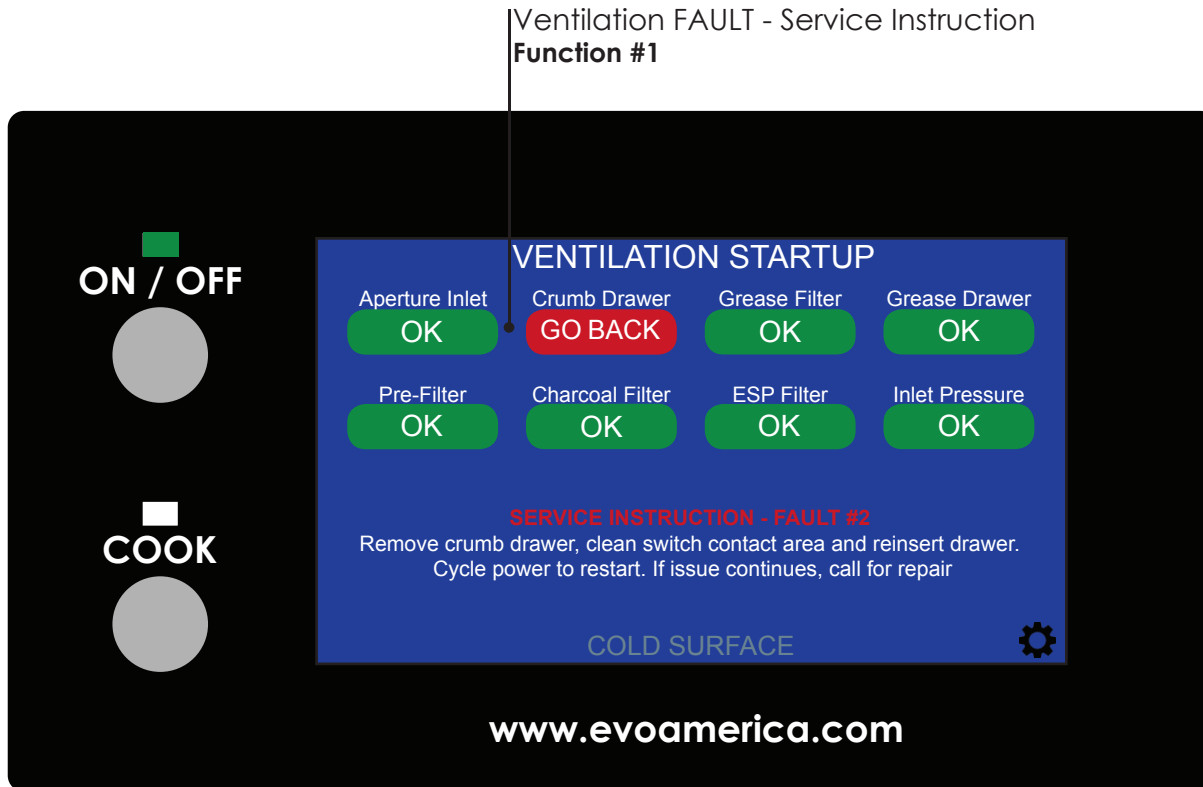 Ventilation FAULT - Service Instruction
Function #1
ON / OFF
VENTILATION STARTUP
Aperture Inlet Crumb Drawer Grease Filter Grease Drawer
OK GO BACK OK OK
Pre-Filter Charcoal Filter ESP Filter Inlet Pressure
OK OK OK OK
COOK
SERVICE INSTRUCTION - FAULT #2
Remove crumb drawer, clean switch contact area and reinsert drawer.
Cycle power to restart. If issue continues, call for repair
COLD SURFACE
www.evoamerica.com